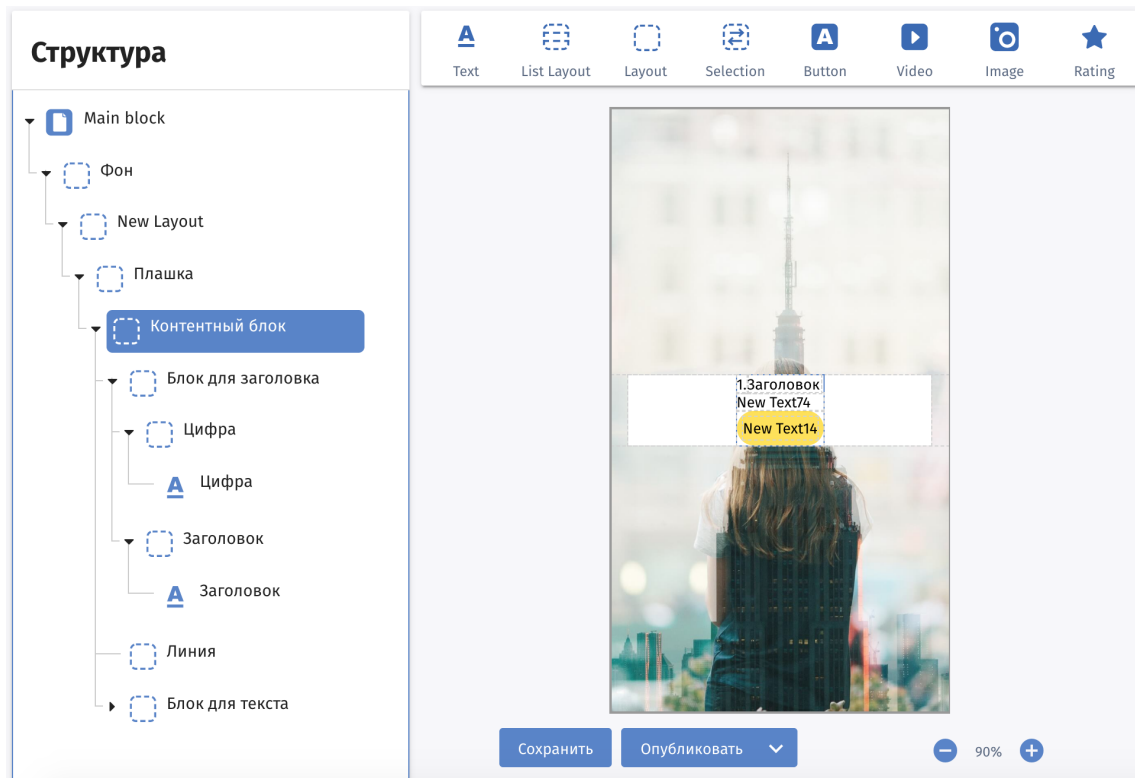 Структура
Text
List Layout
Layout
Selection
Button
Video
Image
Rating
Main block
Фон
New Layout
Плашка
Контентный блок
Блок для заголовка
Цифра
Цифра
Заголовок
Заголовок
Линия
Блок для текста
1.Заголовок
New Text74
New Text14
Сохранить
Опубликовать
90%